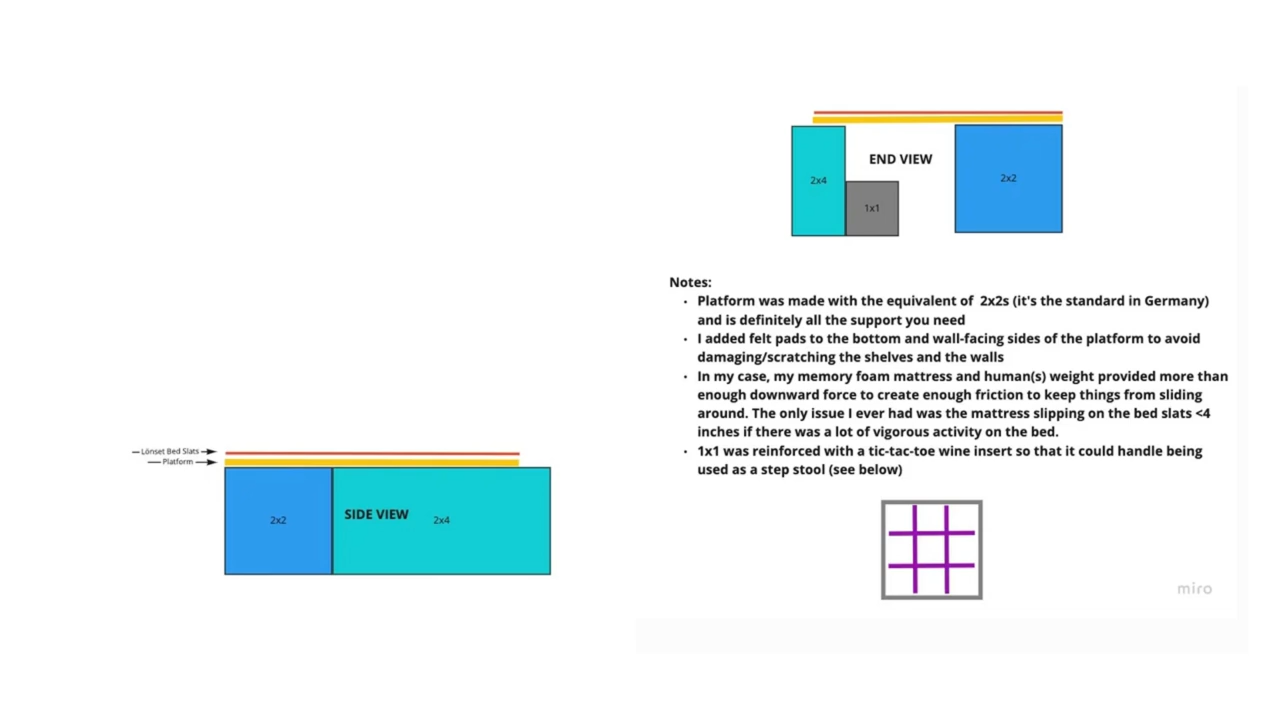 END VIEW
2x4
2x2
1x1
Notes:
· Platform was made with the equivalent of 2x2s (it's the standard in Germany)
and is definitely all the support you need
· I added felt pads to the bottom and wall-facing sides of the platform to avoid
damaging/scratching the shelves and the walls
· In my case, my memory foam mattress and human(s) weight provided more than
enough downward force to create enough friction to keep things from sliding
around. The only issue I ever had was the mattress slipping on the bed slats <4
inches if there was a lot of vigorous activity on the bed.
· 1x1 was reinforced with a tic-tac-toe wine insert so that it could handle being
used as a step stool (see below)
Lönset Bed Slats
Platform
2x2
SIDE VIEW
2x4
miro